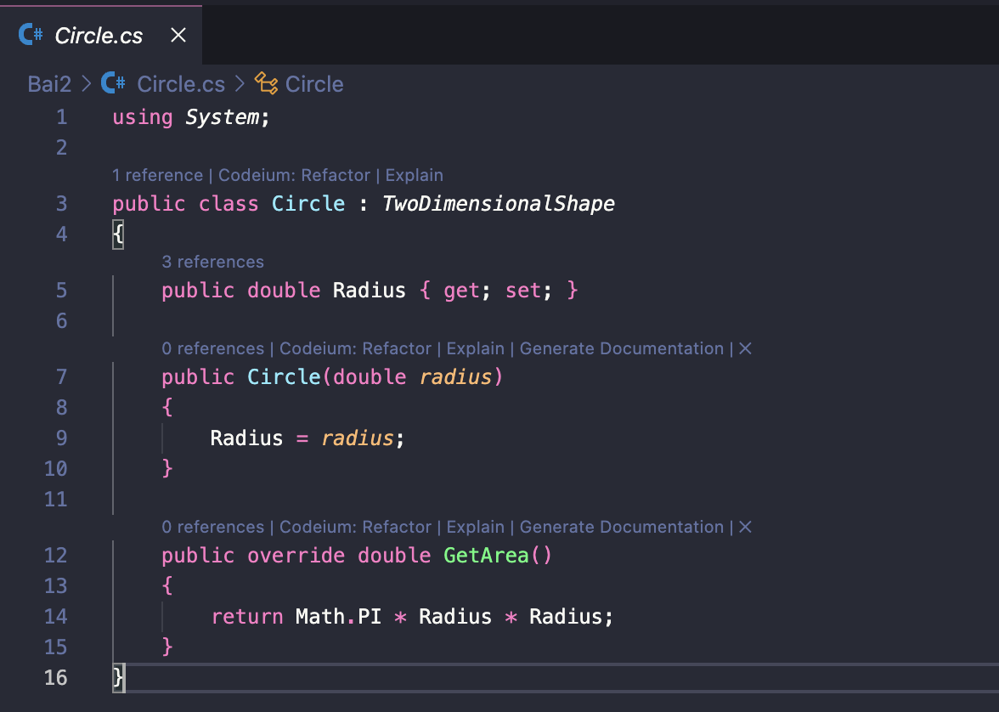 C# Circle.cs ×
Bai2 > C# Circle.cs > Circle
1 using System;
2
1 reference | Codeium: Refactor | Explain
3 public class Circle : TwoDimensionalShape
4 {
3 references
5     public double Radius { get; set; }
6
0 references | Codeium: Refactor | Explain | Generate Documentation | ×
7     public Circle(double radius)
8     {
9         Radius = radius;
10     }
11
0 references | Codeium: Refactor | Explain | Generate Documentation | ×
12     public override double GetArea()
13     {
14         return Math.PI * Radius * Radius;
15     }
16 }